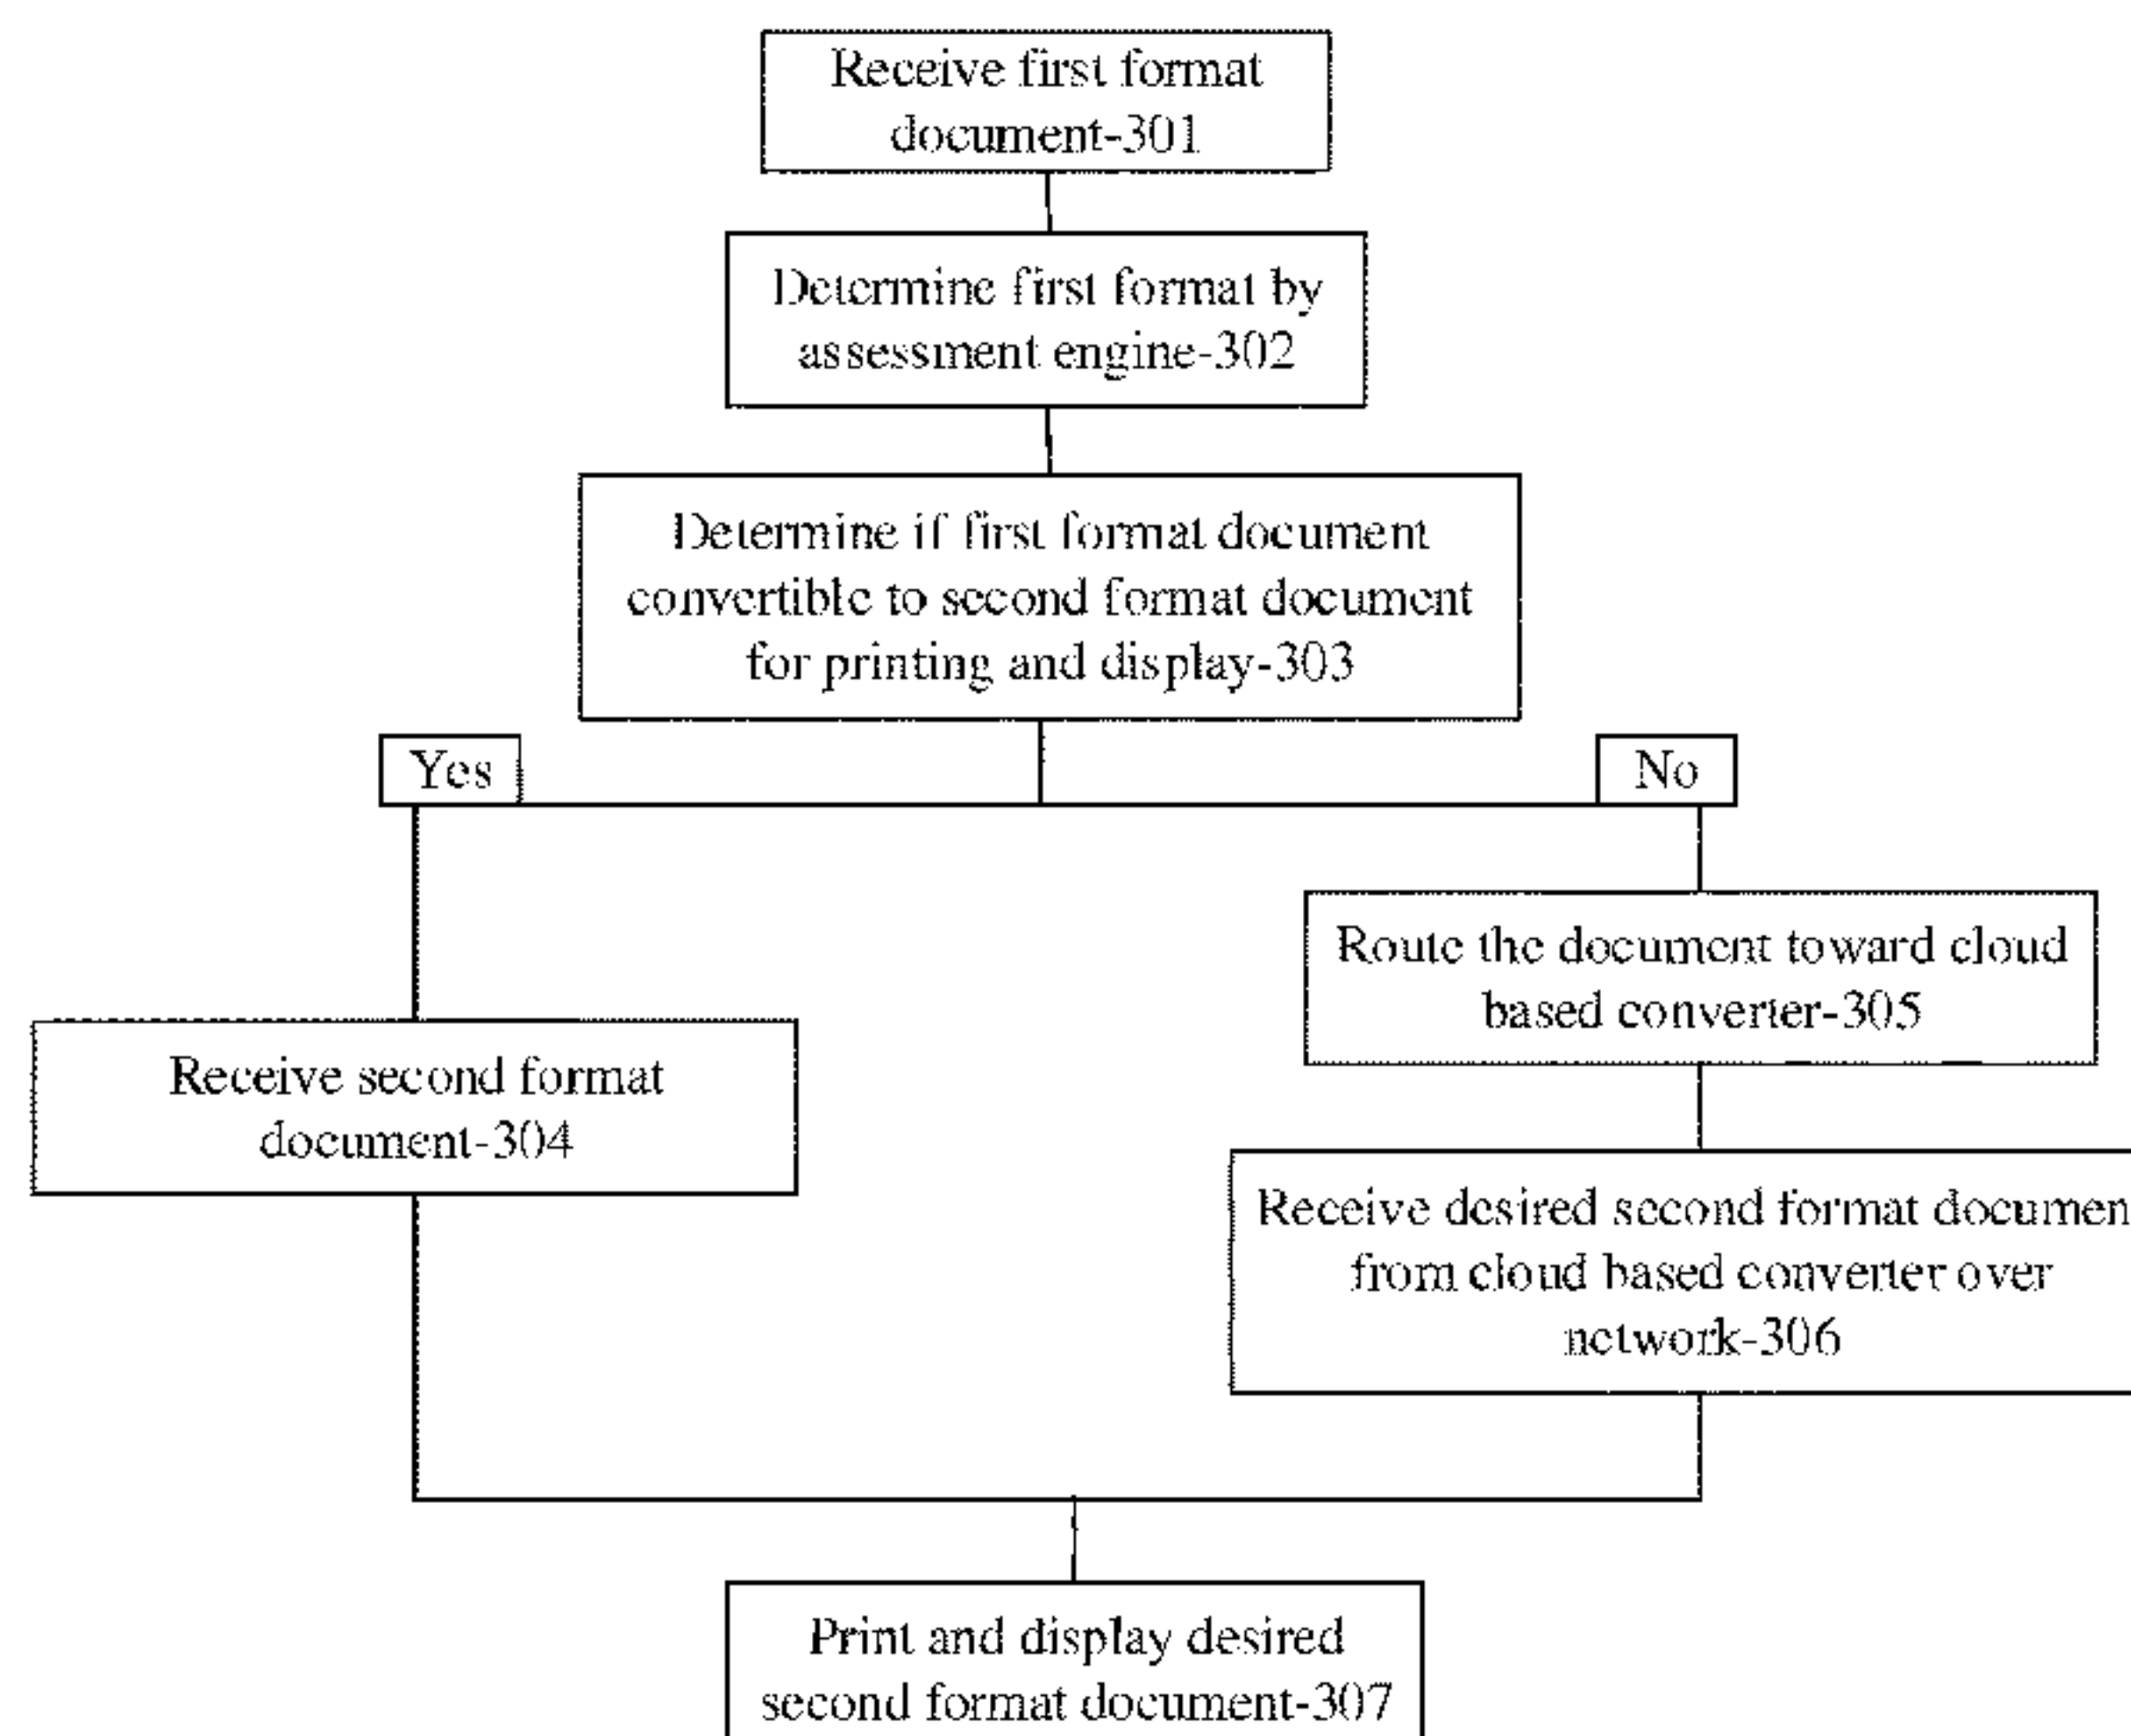 Receive first format
document-301
Determine first format by
assessment engine-302
Determine if first format document
convertible to second format document
for printing and display-303
Yes
No
Route the document toward cloud
based converter-305
Receive second format
document-304
Receive desired second format documen
from cloud based converter over
network-306
Print and display desired
second format document-307